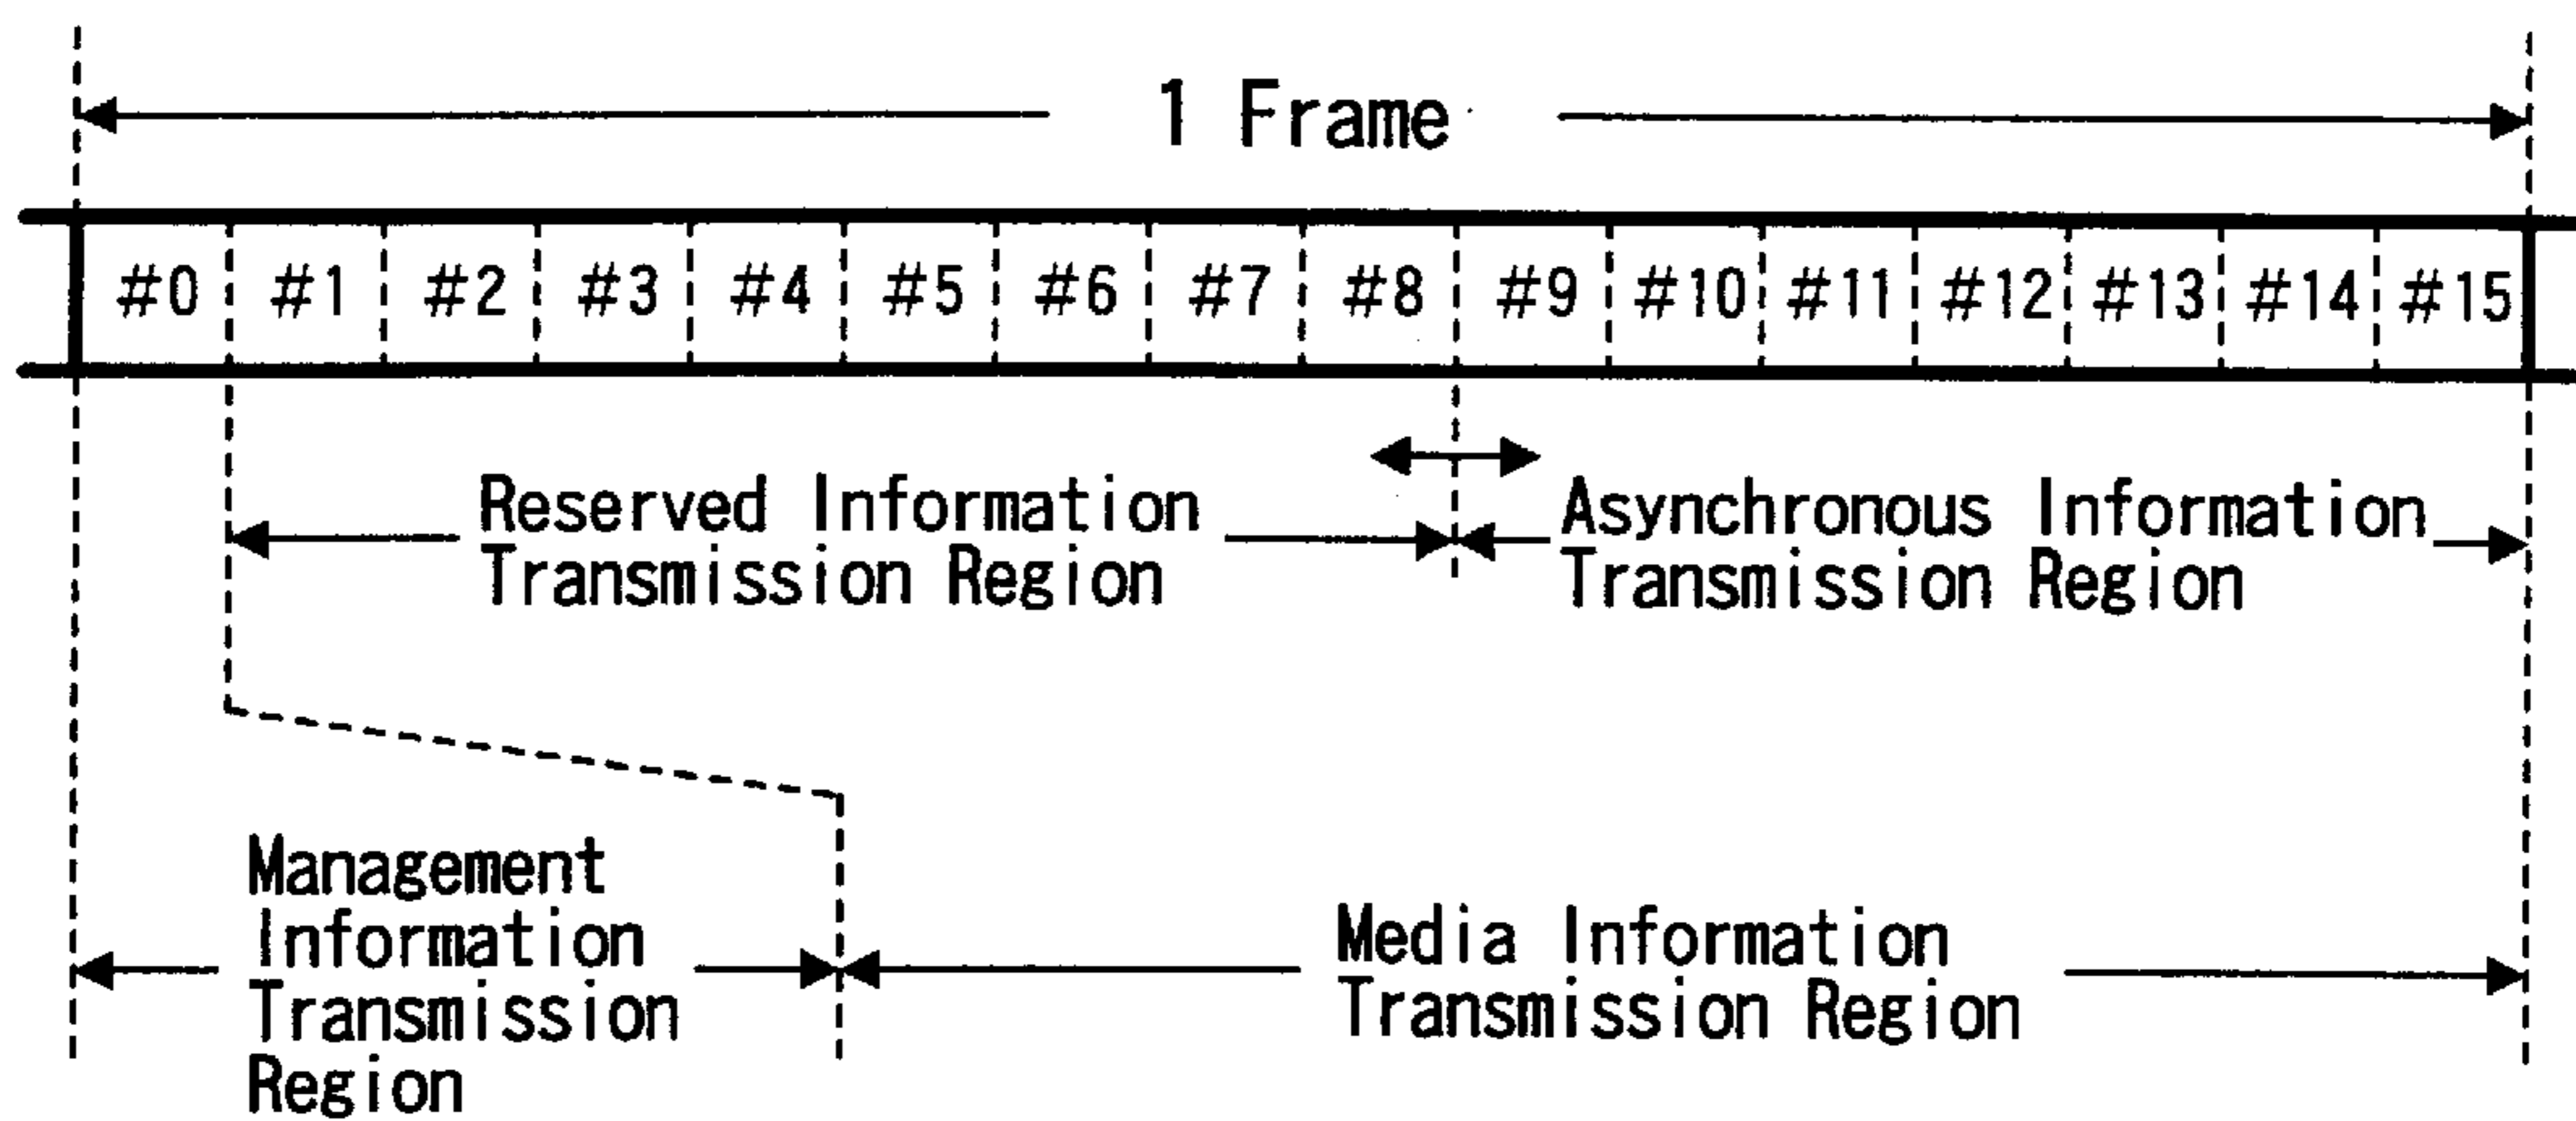 1 Frame
#0 #1 #2 #3 #4 #5 #6 #7 #8 #9 #10 #11 #12 #13 #14 #15
Reserved Information
Transmission Region
Asynchronous Information
Transmission Region
Management
Information
Transmission
Region
Media Information
Transmission Region